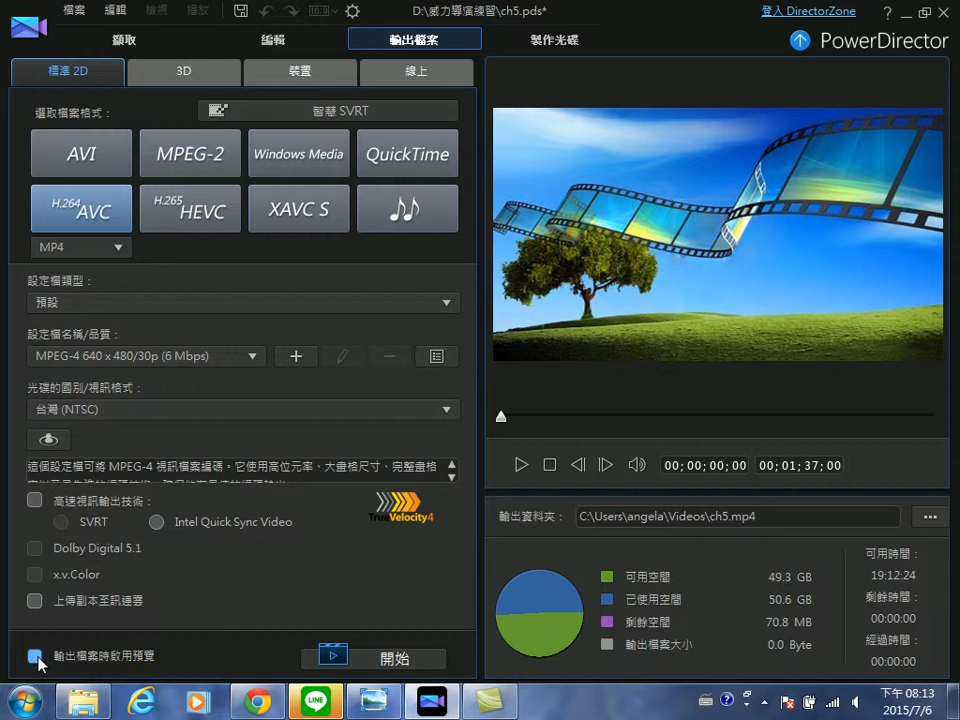 檔案 編輯 檢視 播放
D:\威力導演練習\ch5.pds*
登入 DirectorZone
擷取 編輯 輸出檔案 製作光碟
PowerDirector
標準 2D 3D 裝置 線上
選取檔案格式：
智慧 SVRT
AVI MPEG-2 Windows Media QuickTime
H.264 AVC H.265 HEVC XAVC S
MP4
設定檔類型：
預設
設定檔名稱/品質：
MPEG-4 640 x 480/30p (6 Mbps)
光碟的國別/視訊格式：
台灣 (NTSC)
這個設定檔可將 MPEG-4 視訊檔案編碼。它使用高位元率、大畫格尺寸、完整畫格
高速視訊輸出技術：
TrueVelocity4
SVRT Intel Quick Sync Video
Dolby Digital 5.1
x.v.Color
上傳副本至訊連雲
輸出檔案時啟用預覽
開始
00;00;00;00 00;01;37;00
輸出資料夾： C:\Users\angela\Videos\ch5.mp4
可用空間 49.3 GB
已使用空間 50.6 GB
剩餘空間 70.8 MB
輸出檔案大小 0.0 Byte
可用時間：
19:12:24
剩餘時間：
00:00:00
經過時間：
00:00:00
LINE
下午 08:13
2015/7/6